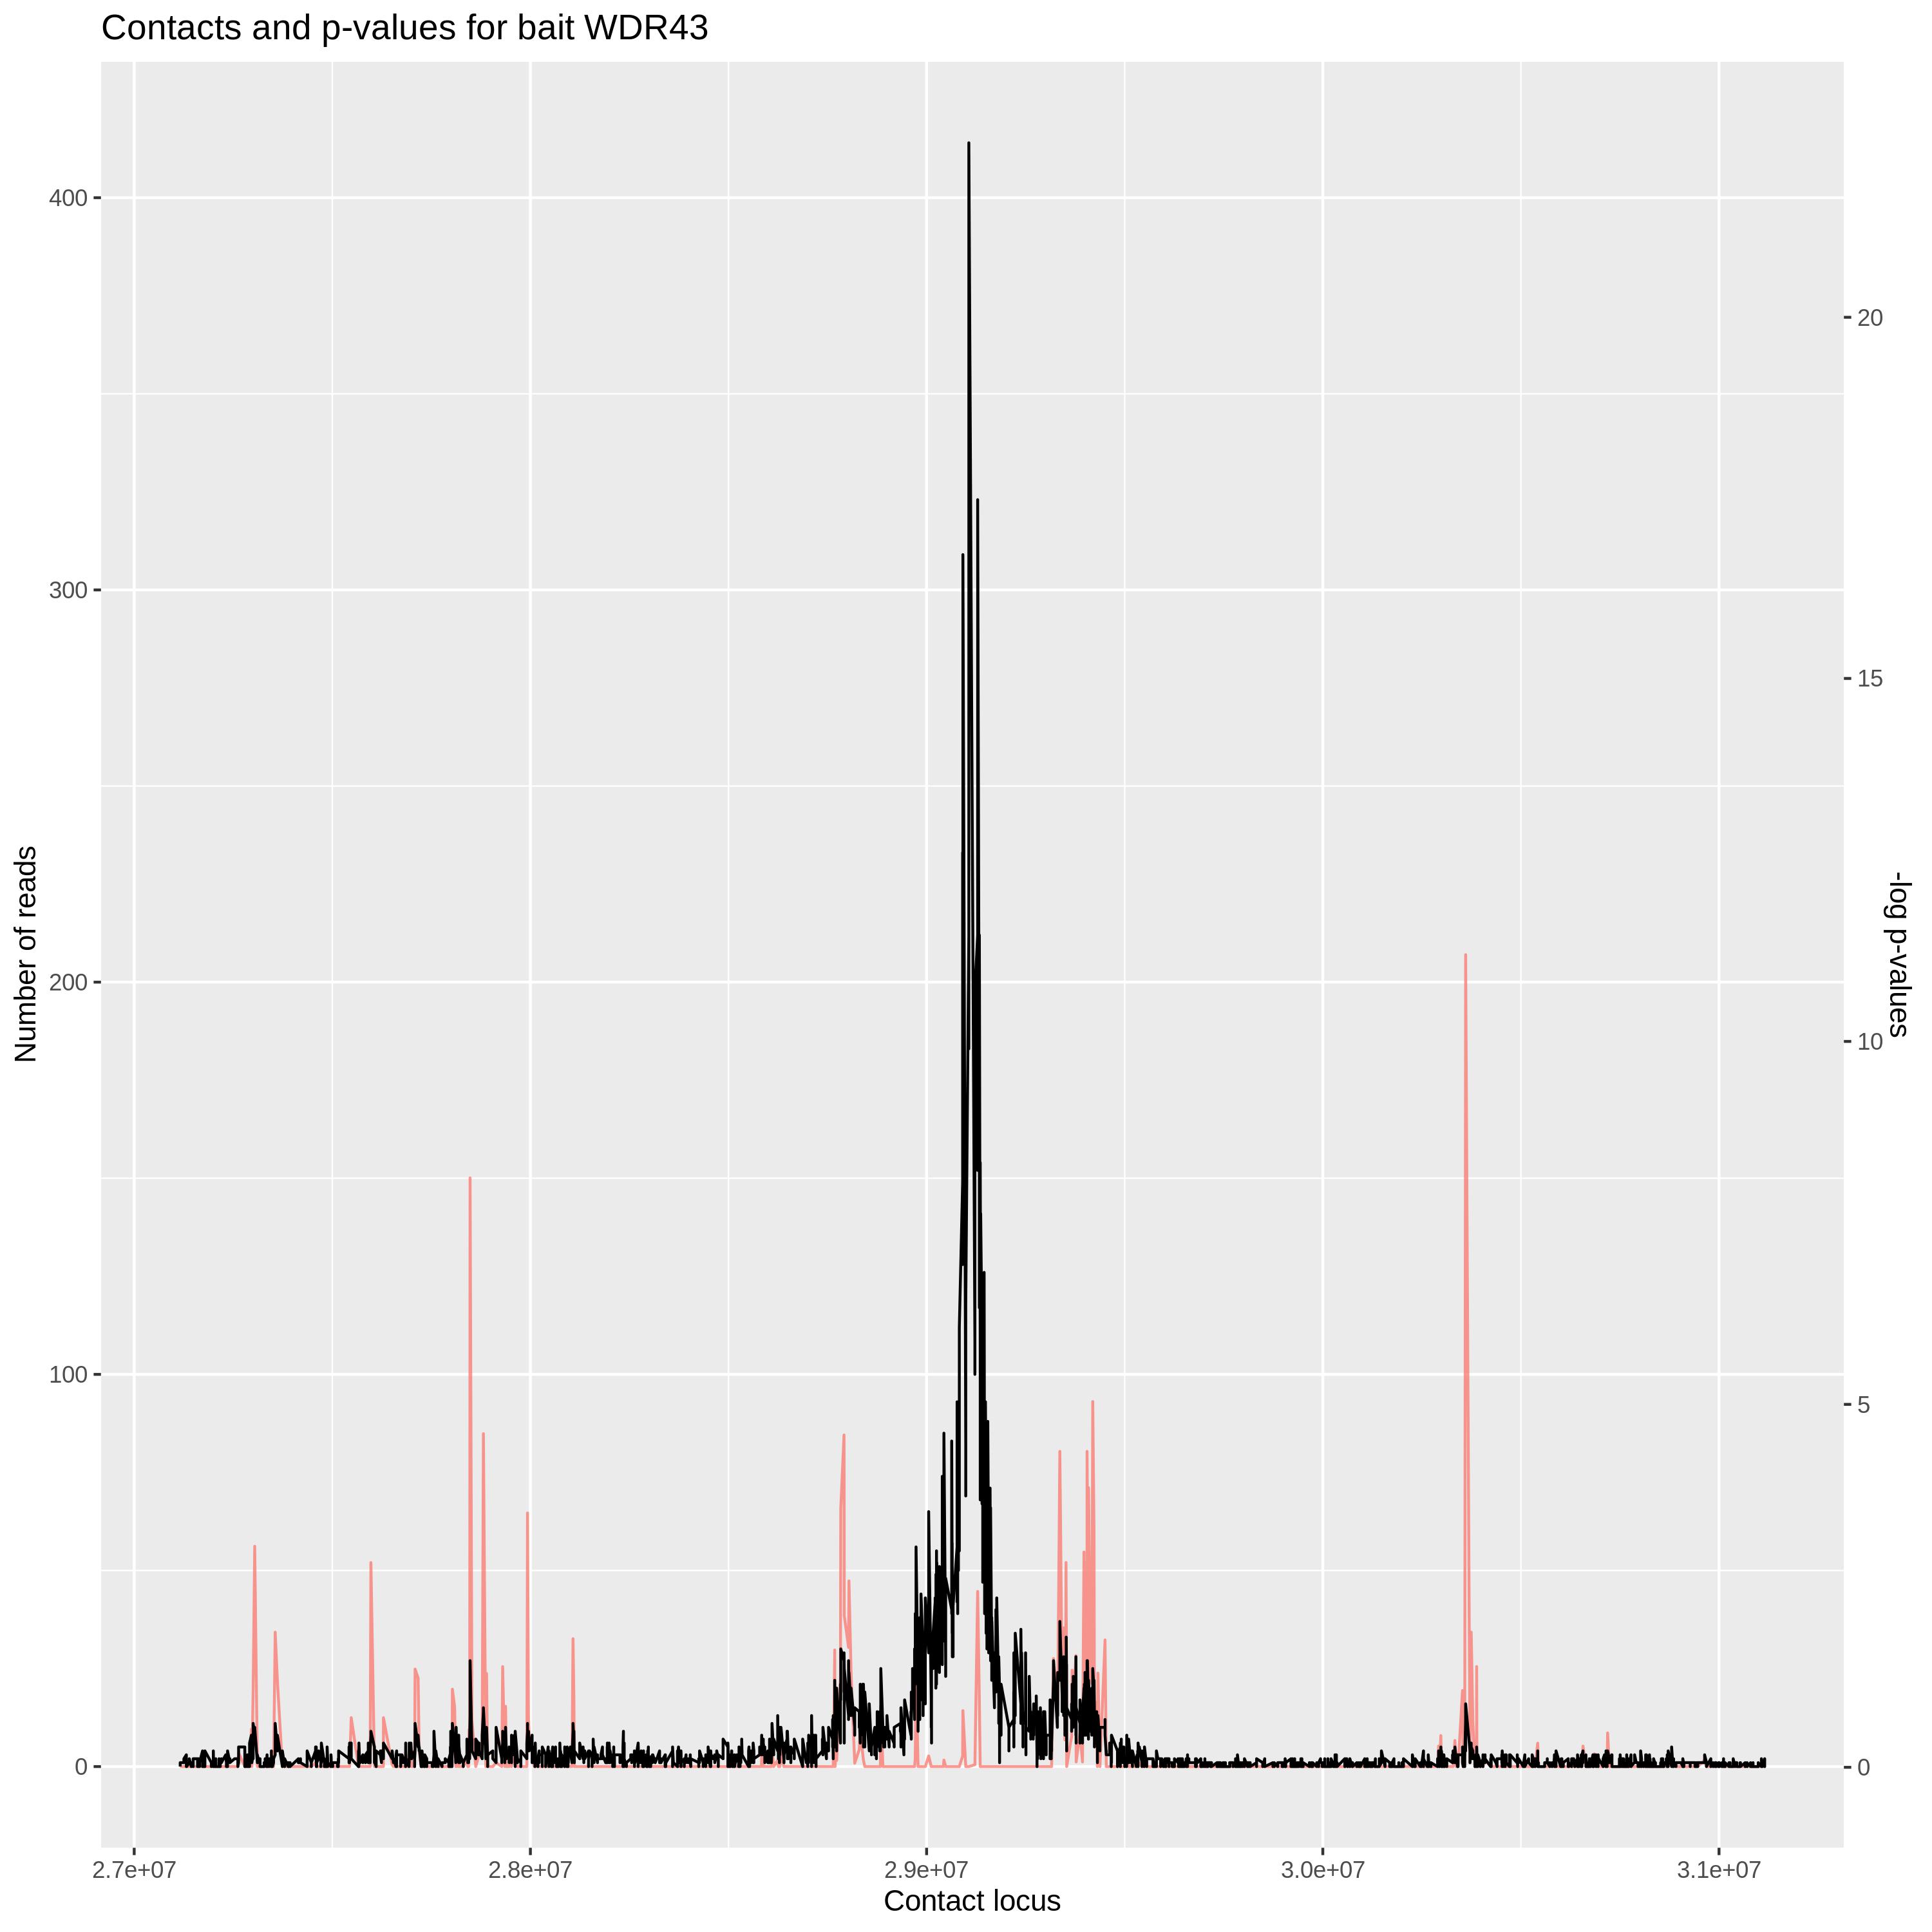 Contacts and p-values for bait WDR43
400
300
200
100
0
Number of reads
20
15
10
5
0
-log p-values
2.7e+07 2.8e+07 2.9e+07 3.0e+07 3.1e+07
Contact locus